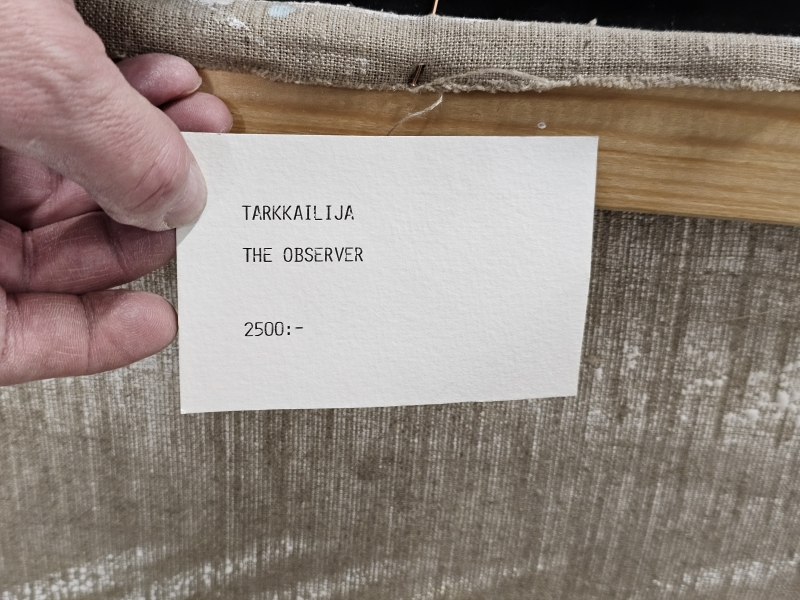 TARKKAILIJA
THE OBSERVER
2500:-